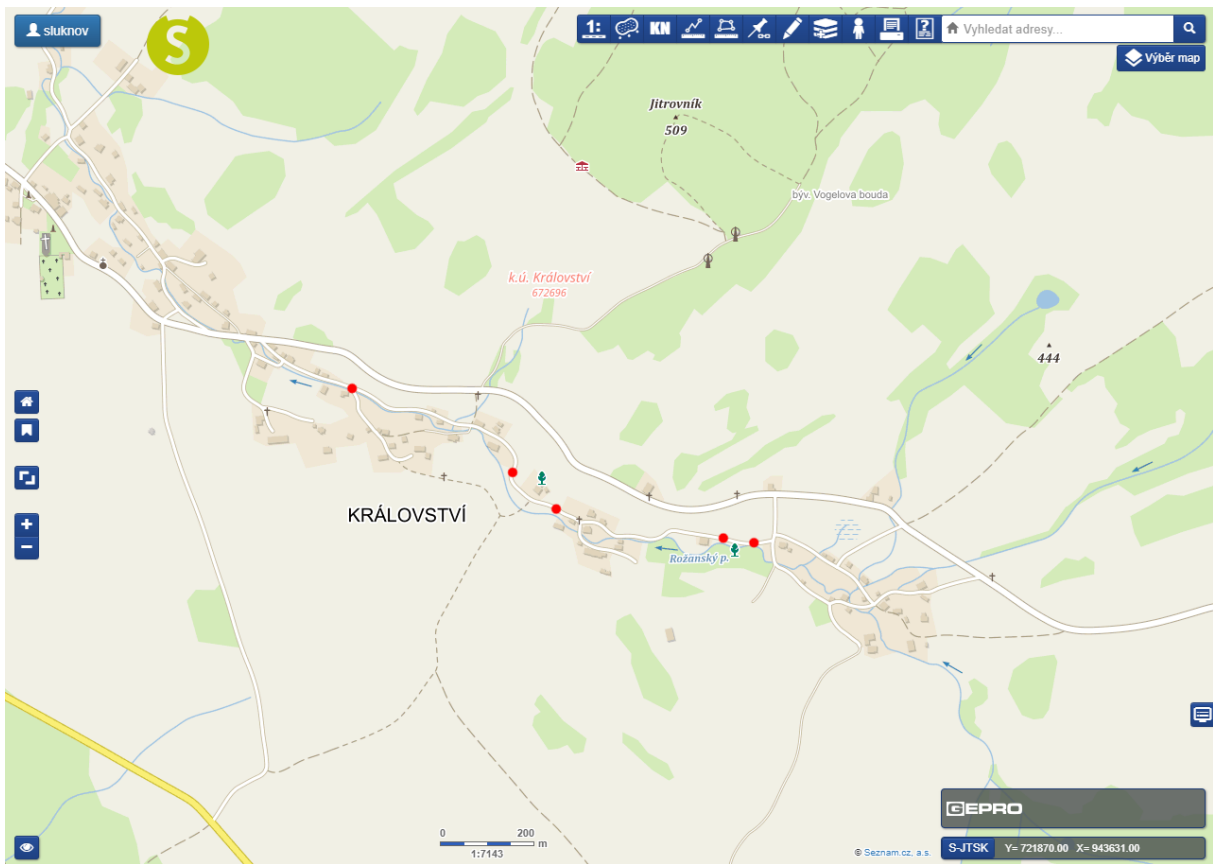 sluknov
S
1:
KN
?
Vyhledat adresy...
Výběr map
Jitrovník
509
býv. Vogelova bouda
k.ú. Království
672696
444
KRÁLOVSTVÍ
Rožanský p.
0 200
m
1:7143
© Seznam.cz, a.s.
GEPRO
S-JTSK Y= 721870.00 X= 943631.00